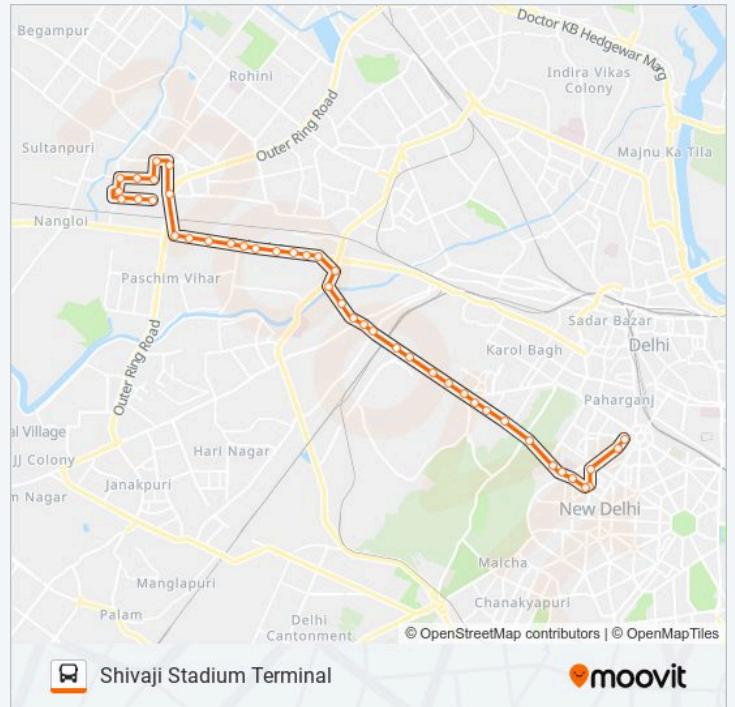 Doctor KB Hedgewar Marg
Begampur
Rohini
Indira Vikas
Colony
Outer Ring Road
Sultanpuri
Majnu Ka Tila
Nangloi
Paschim Vihar
Sadar Bazar
Karol Bagh
Delhi
Outer Ring Road
Paharganj
al Village
JJ Colony
Hari Nagar
m Nagar
Janakpuri
New Delhi
Malcha
Manglapuri
Chanakyapuri
Palam
Delhi
Cantonment
© OpenStreetMap contributors | © OpenMapTiles
Shivaji Stadium Terminal
moovit